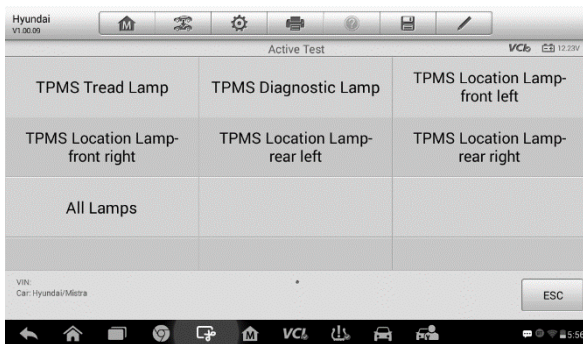 Hyundai
V1.00.09
M
?
Active Test
VCI
12.23V
TPMS Tread Lamp
TPMS Diagnostic Lamp
TPMS Location Lamp-
front left
TPMS Location Lamp-
front right
TPMS Location Lamp-
rear left
TPMS Location Lamp-
rear right
All Lamps
VIN:
Car: Hyundai/Mistra
ESC
M
VCI
5:56